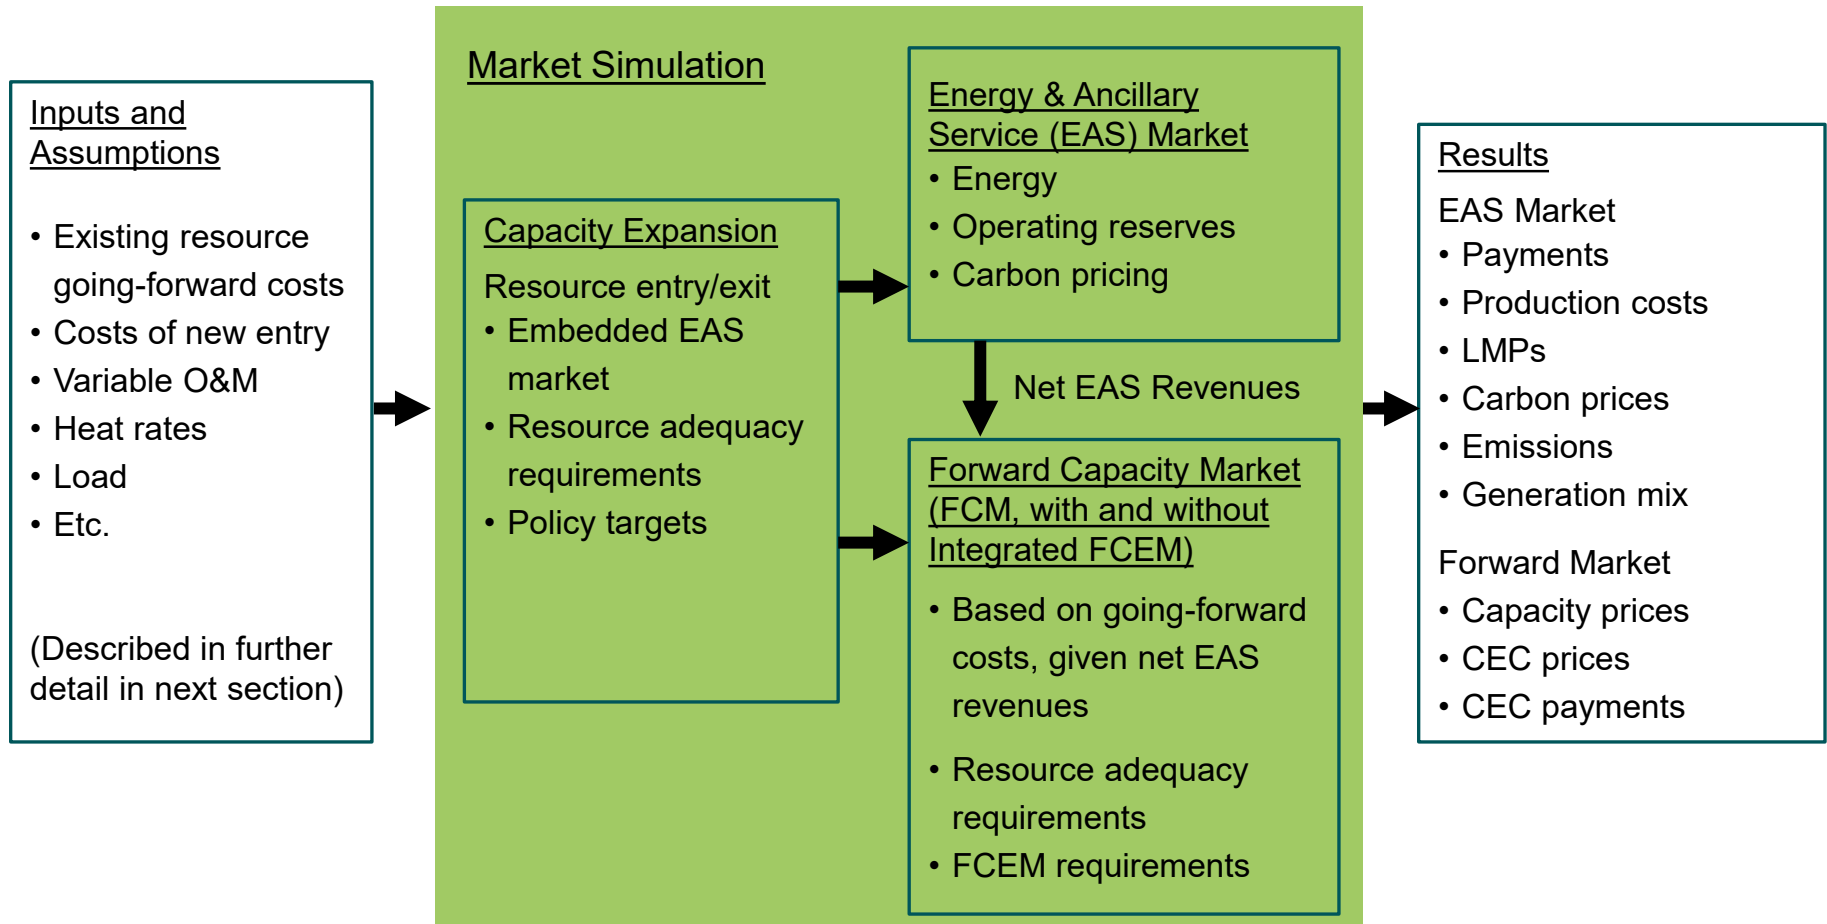 Inputs and
Assumptions
• Existing resource
going-forward costs
• Costs of new entry
• Variable O&M
• Heat rates
• Load
• Etc.
(Described in further
detail in next section)
Market Simulation
Capacity Expansion
Resource entry/exit
• Embedded EAS
market
• Resource adequacy
requirements
• Policy targets
Energy & Ancillary
Service (EAS) Market
• Energy
• Operating reserves
• Carbon pricing
Net EAS Revenues
Forward Capacity Market
(FCM, with and without
Integrated FCEM)
• Based on going-forward
costs, given net EAS
revenues
• Resource adequacy
requirements
• FCEM requirements
Results
EAS Market
• Payments
• Production costs
• LMPs
• Carbon prices
• Emissions
• Generation mix
Forward Market
• Capacity prices
• CEC prices
• CEC payments